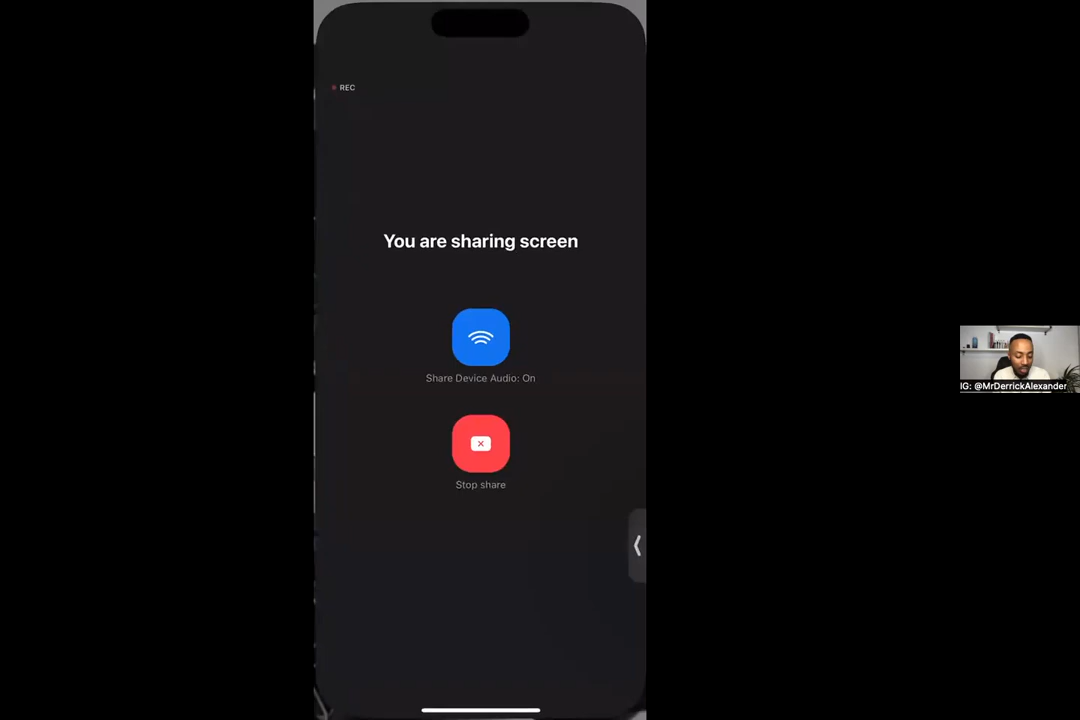 REC
You are sharing screen
Share Device Audio: On
Stop share
IG: @MrDerrickAlexander